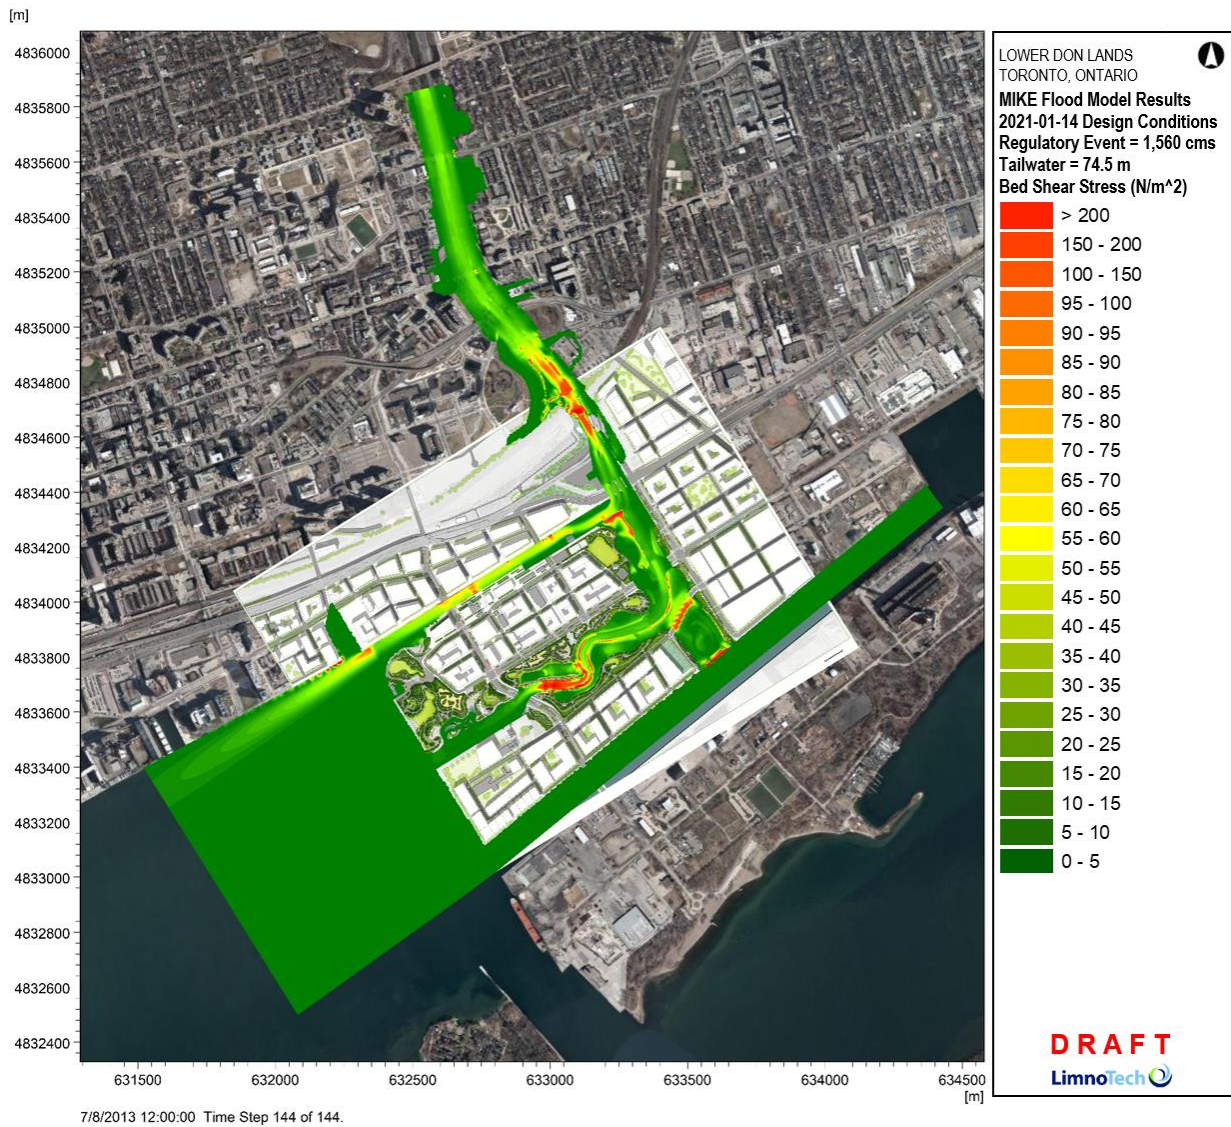 [m]
4836000
4835800
4835600
4835400
4835200
4835000
4834800
4834600
4834400
4834200
4834000
4833800
4833600
4833400
4833200
4833000
4832800
4832600
4832400
631500 632000 632500 633000 633500 634000 634500
[m]
7/8/2013 12:00:00 Time Step 144 of 144.
LOWER DON LANDS
TORONTO, ONTARIO
MIKE Flood Model Results
2021-01-14 Design Conditions
Regulatory Event = 1,560 cms
Tailwater = 74.5 m
Bed Shear Stress (N/m^2)
> 200
150 - 200
100 - 150
95 - 100
90 - 95
85 - 90
80 - 85
75 - 80
70 - 75
65 - 70
60 - 65
55 - 60
50 - 55
45 - 50
40 - 45
35 - 40
30 - 35
25 - 30
20 - 25
15 - 20
10 - 15
5 - 10
0 - 5
DRAFT
LimnoTech